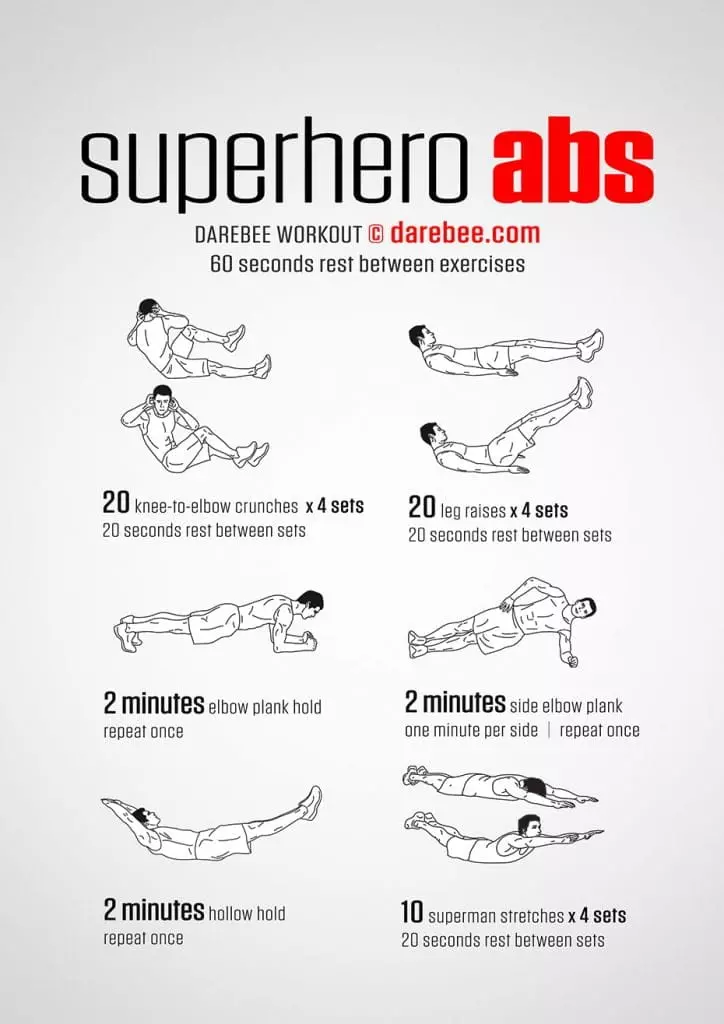 superhero abs
DAREBEE WORKOUT © darebee.com
60 seconds rest between exercises
20 knee-to-elbow crunches x 4 sets
20 seconds rest between sets
20 leg raises x 4 sets
20 seconds rest between sets
2 minutes elbow plank hold
repeat once
2 minutes side elbow plank
one minute per side | repeat once
2 minutes hollow hold
repeat once
10 superman stretches x 4 sets
20 seconds rest between sets